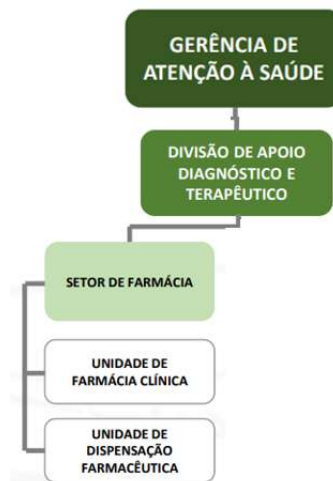 GERÊNCIA DE
ATENÇÃO À SAÚDE
DIVISÃO DE APOIO
DIAGNÓSTICO E
TERAPÊUTICO
SETOR DE FARMÁCIA
UNIDADE DE
FARMÁCIA CLÍNICA
UNIDADE DE
DISPENSAÇÃO
FARMACÊUTICA